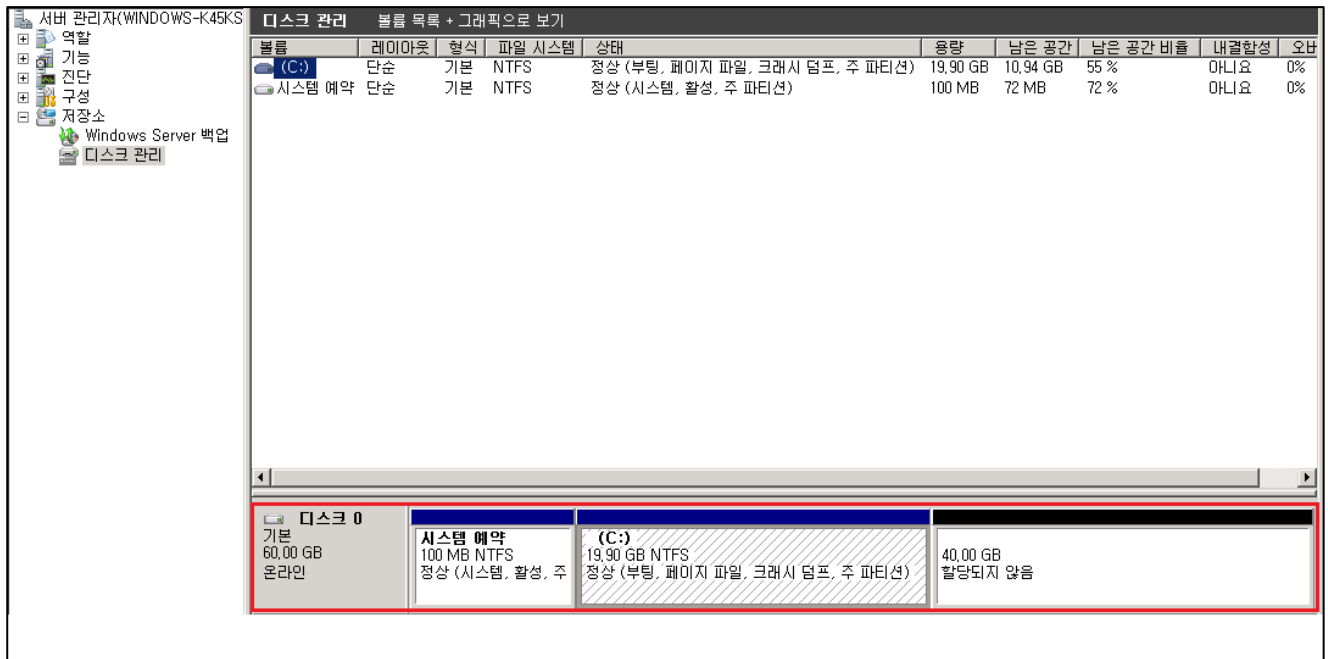 서버 관리자(WINDOWS-K45KS
역할
기능
진단
구성
저장소
Windows Server 백업
디스크 관리
디스크 관리 볼륨 목록 + 그래픽으로 보기
볼륨 레이아웃 형식 파일 시스템 상태 용량 남은 공간 남은 공간 비율 내결함성 오버
(C:) 단순 기본 NTFS 정상 (부팅, 페이지 파일, 크래시 덤프, 주 파티션) 19,90 GB 10,94 GB 55 % 아니요 0%
시스템 예약 단순 기본 NTFS 정상 (시스템, 활성, 주 파티션) 100 MB 72 MB 72 % 아니요 0%
디스크 0
기본
60,00 GB
온라인
시스템 예약
100 MB NTFS
정상 (시스템, 활성, 주
(C:)
19,90 GB NTFS
정상 (부팅, 페이지 파일, 크래시 덤프, 주 파티션)
40,00 GB
할당되지 않음